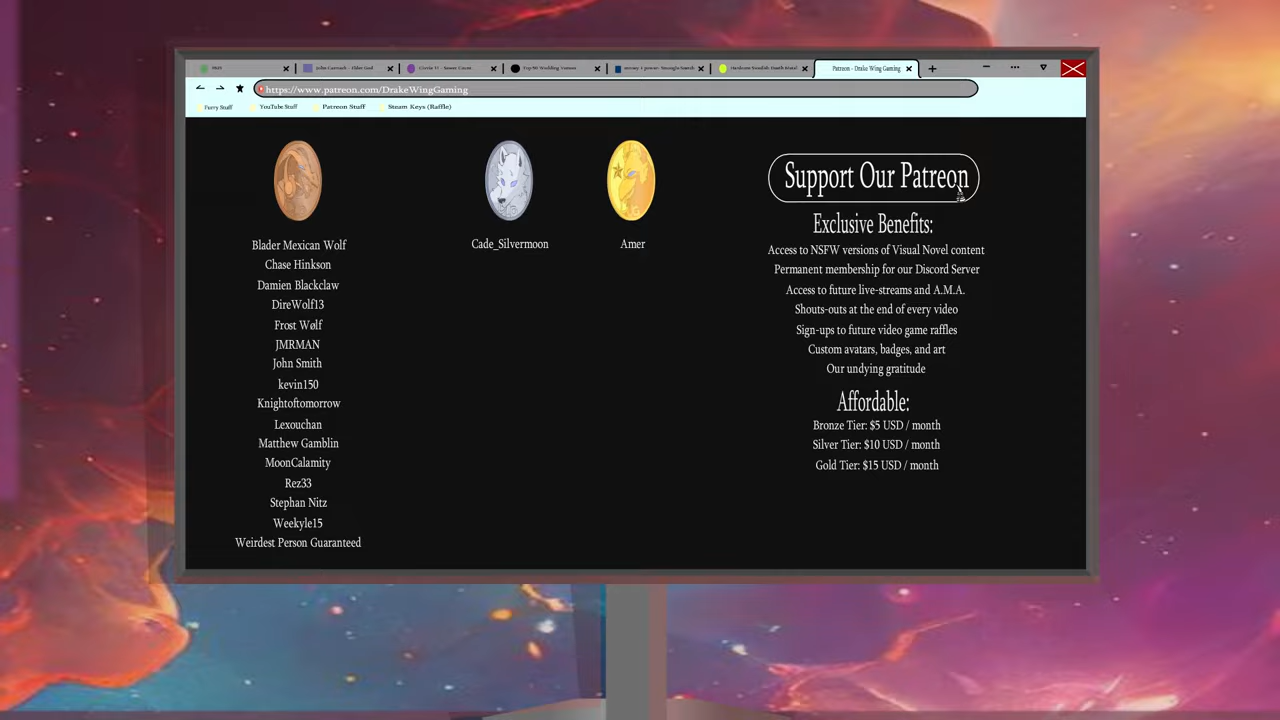 Patreon - Drake Wing Gaming
https://www.patreon.com/DrakeWingGaming
Furry Stuff
YouTube Stuff
Patreon Stuff
Steam Keys (Raffle)
Blader Mexican Wolf
Chase Hinkson
Damien Blackclaw
DireWolf13
Frost Wølf
JMRMAN
John Smith
kevin150
Knightoftomorrow
Lexouchan
Matthew Gamblin
MoonCalamity
Rez33
Stephan Nitz
Weekyle15
Weirdest Person Guaranteed
Cade_Silvermoon
Amer
Support Our Patreon
Exclusive Benefits:
Access to NSFW versions of Visual Novel content
Permanent membership for our Discord Server
Access to future live-streams and A.M.A.
Shouts-outs at the end of every video
Sign-ups to future video game raffles
Custom avatars, badges, and art
Our undying gratitude
Affordable:
Bronze Tier: $5 USD / month
Silver Tier: $10 USD / month
Gold Tier: $15 USD / month